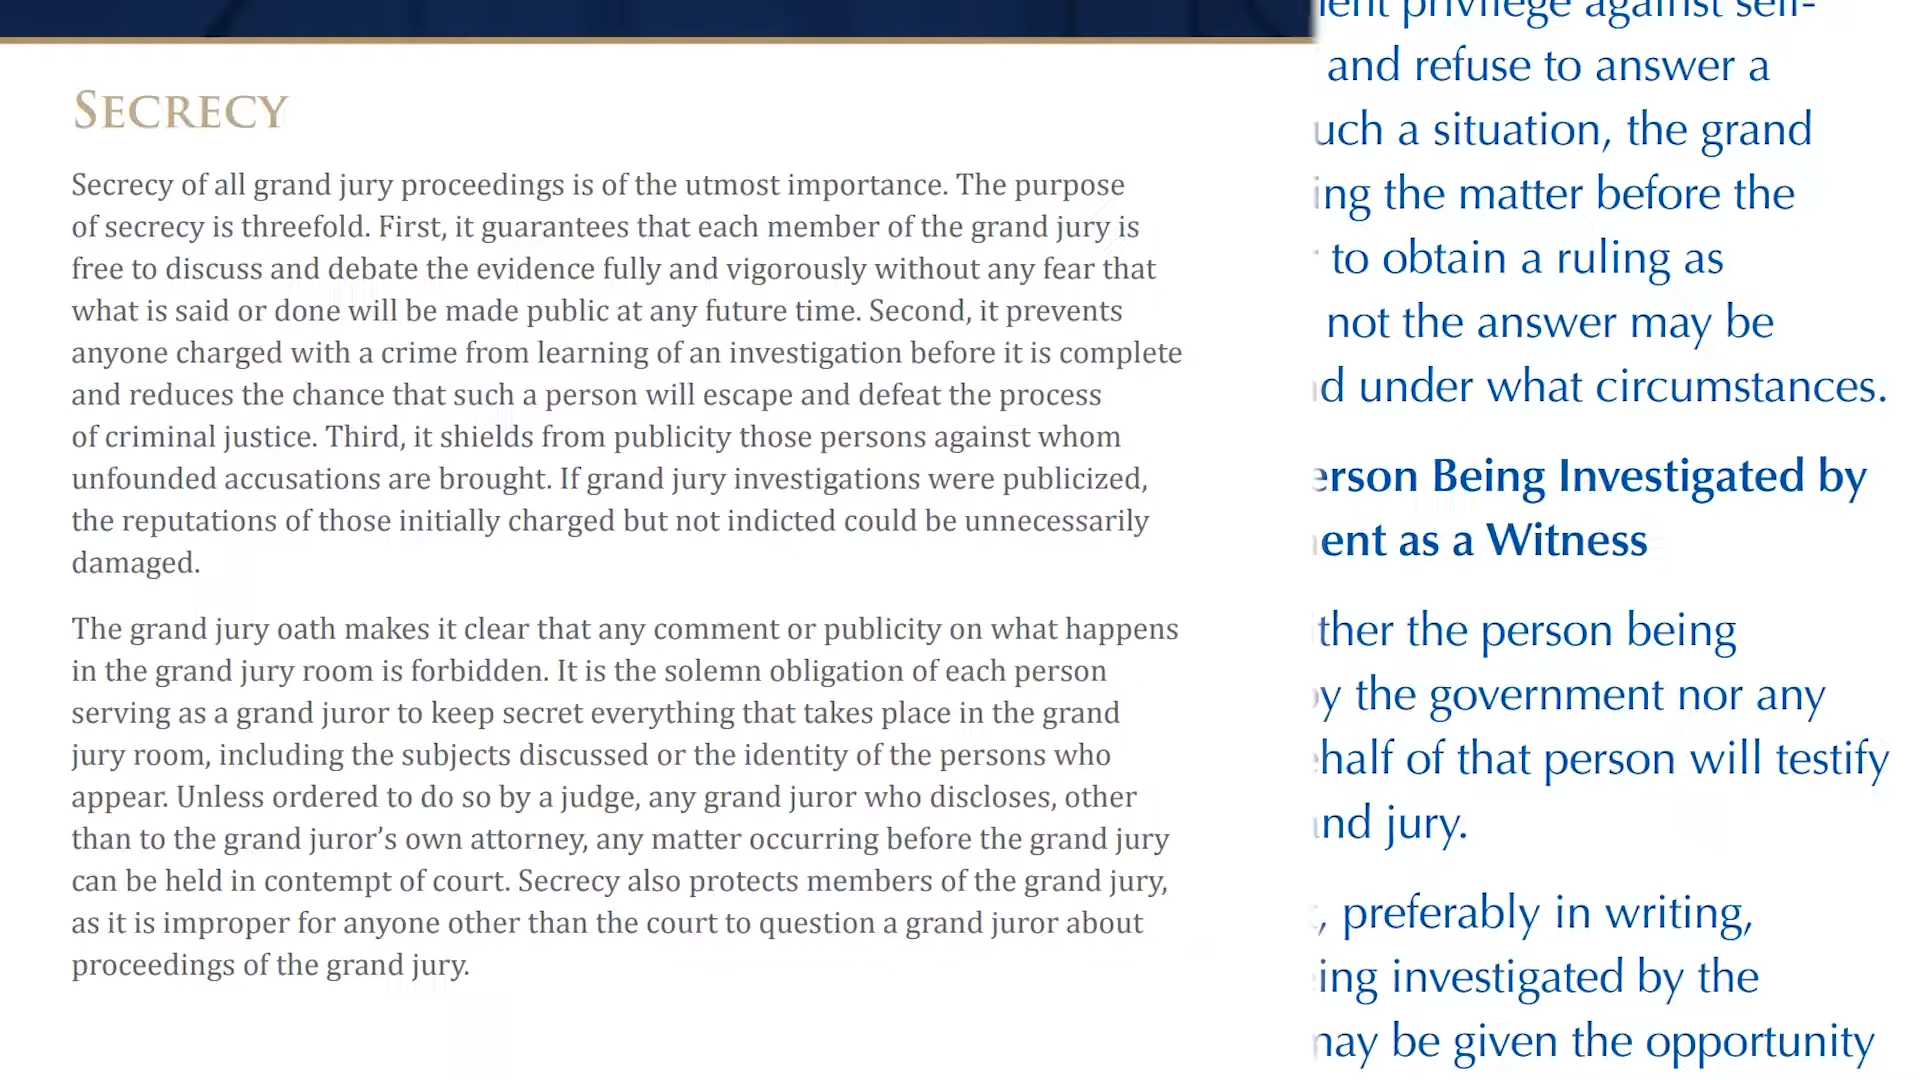 SECRECY
Secrecy of all grand jury proceedings is of the utmost importance. The purpose
of secrecy is threefold. First, it guarantees that each member of the grand jury is
free to discuss and debate the evidence fully and vigorously without any fear that
what is said or done will be made public at any future time. Second, it prevents
anyone charged with a crime from learning of an investigation before it is complete
and reduces the chance that such a person will escape and defeat the process
of criminal justice. Third, it shields from publicity those persons against whom
unfounded accusations are brought. If grand jury investigations were publicized,
the reputations of those initially charged but not indicted could be unnecessarily
damaged.
The grand jury oath makes it clear that any comment or publicity on what happens
in the grand jury room is forbidden. It is the solemn obligation of each person
serving as a grand juror to keep secret everything that takes place in the grand
jury room, including the subjects discussed or the identity of the persons who
appear. Unless ordered to do so by a judge, any grand juror who discloses, other
than to the grand juror’s own attorney, any matter occurring before the grand jury
can be held in contempt of court. Secrecy also protects members of the grand jury,
as it is improper for anyone other than the court to question a grand juror about
proceedings of the grand jury.
privilege against self-
and refuse to answer a
a situation, the grand
the matter before the
to obtain a ruling as
not the answer may be
under what circumstances.
Being Investigated by
as a Witness
the person being
the government nor any
of that person will testify
jury.
preferably in writing,
investigated by the
be given the opportunity